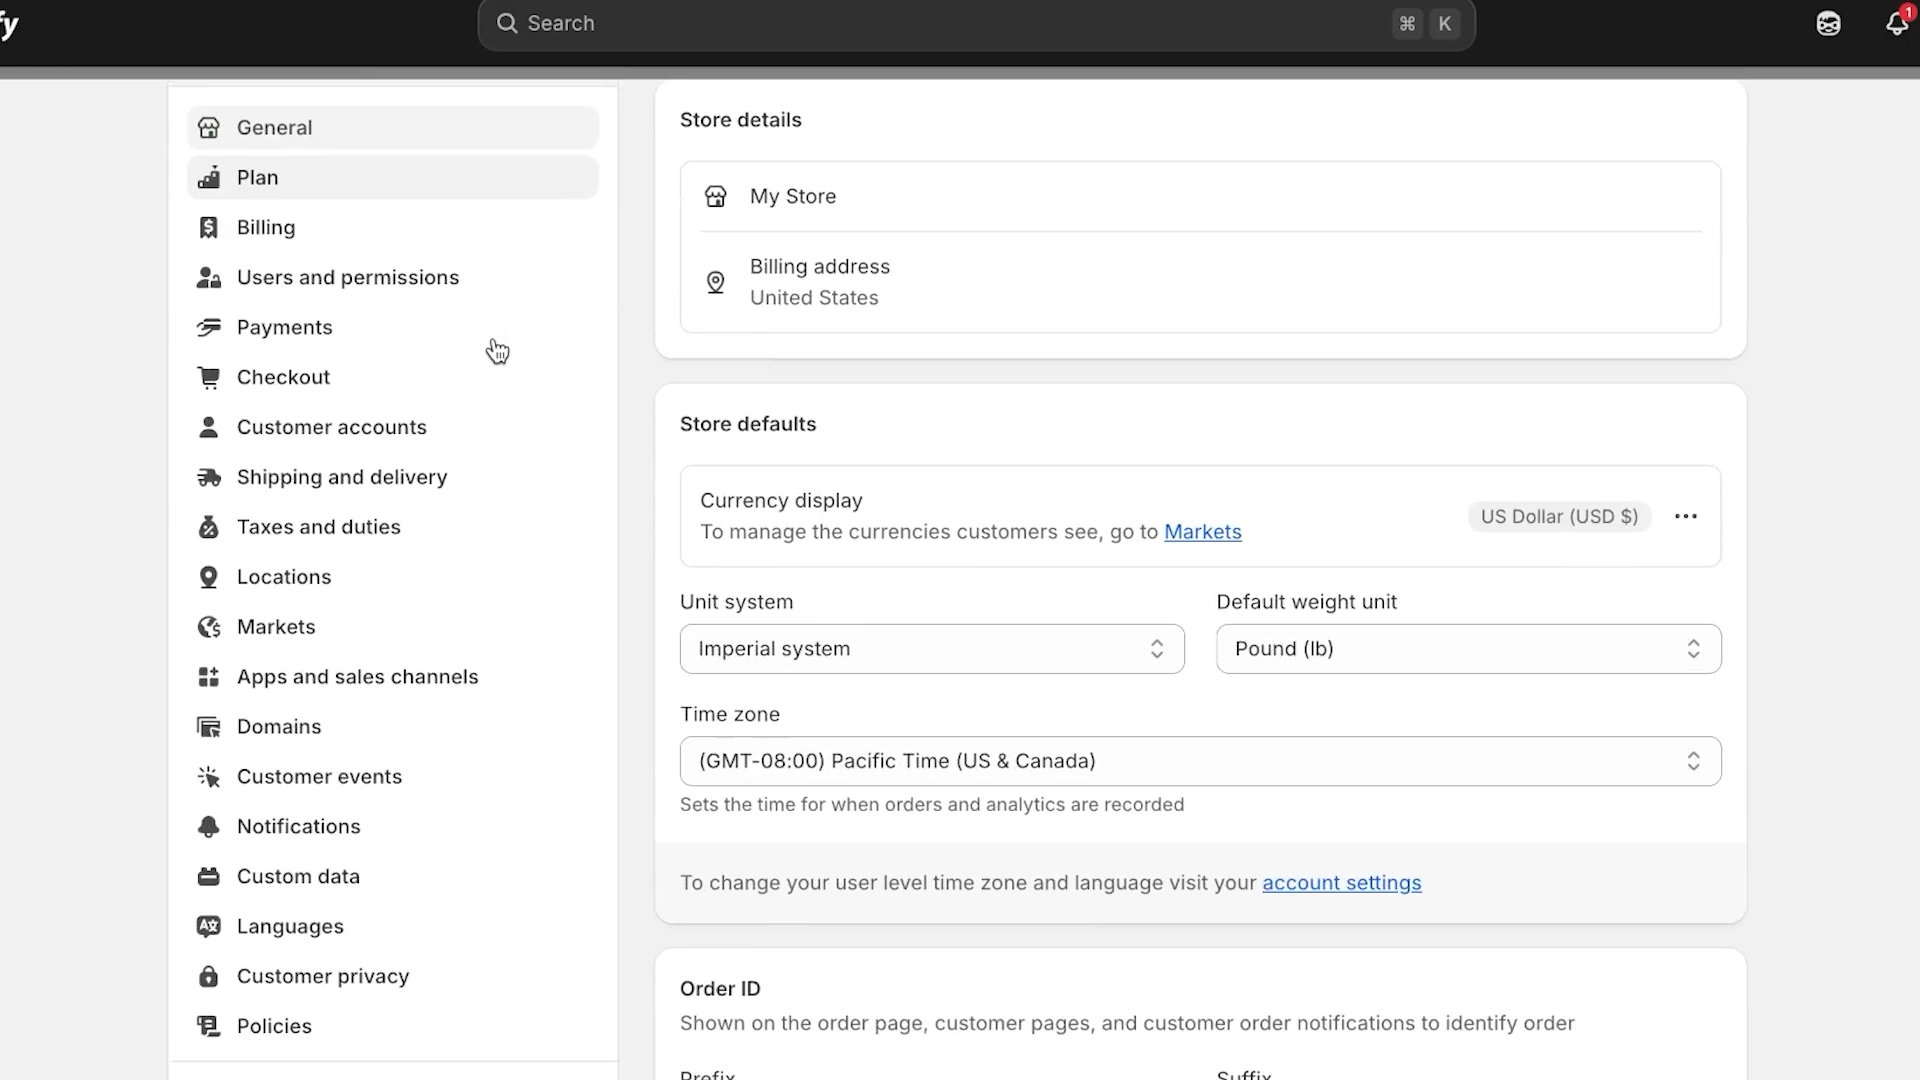 fy
Search
⌘ K
1
General
Plan
Billing
Users and permissions
Payments
Checkout
Customer accounts
Shipping and delivery
Taxes and duties
Locations
Markets
Apps and sales channels
Domains
Customer events
Notifications
Custom data
Languages
Customer privacy
Policies
Store details
My Store
Billing address
United States
Store defaults
Currency display
To manage the currencies customers see, go to Markets
US Dollar (USD $)
Unit system
Default weight unit
Imperial system
Pound (lb)
Time zone
(GMT-08:00) Pacific Time (US & Canada)
Sets the time for when orders and analytics are recorded
To change your user level time zone and language visit your account settings
Order ID
Shown on the order page, customer pages, and customer order notifications to identify order
Prefix
Suffix